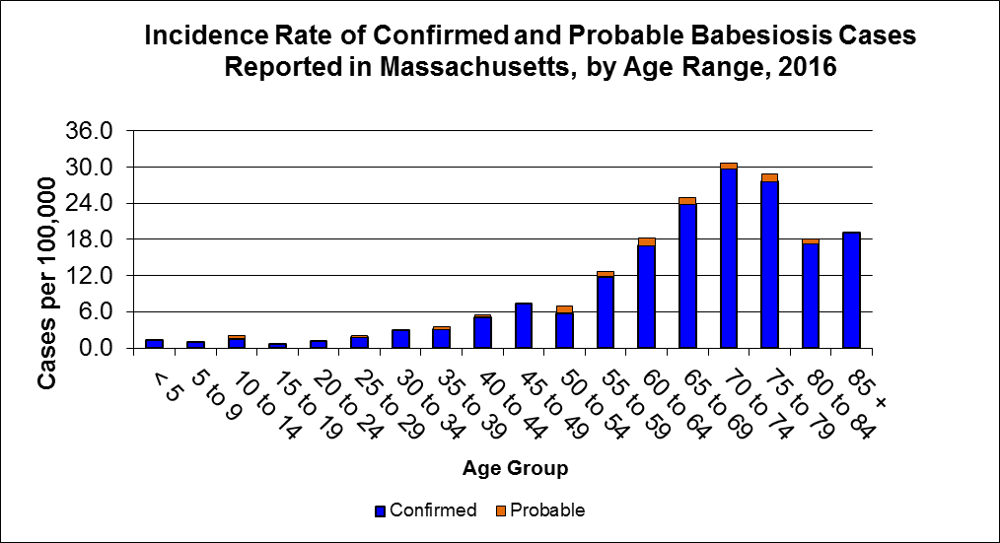 Incidence Rate of Confirmed and Probable Babesiosis Cases
Reported in Massachusetts, by Age Range, 2016
36.0
30.0
24.0
18.0
12.0
6.0
0.0
Cases per 100,000
< 5
5 to 9
10 to 14
15 to 19
20 to 24
25 to 29
30 to 34
35 to 39
40 to 44
45 to 49
50 to 54
55 to 59
60 to 64
65 to 69
70 to 74
75 to 79
80 to 84
85 +
Age Group
Confirmed
Probable